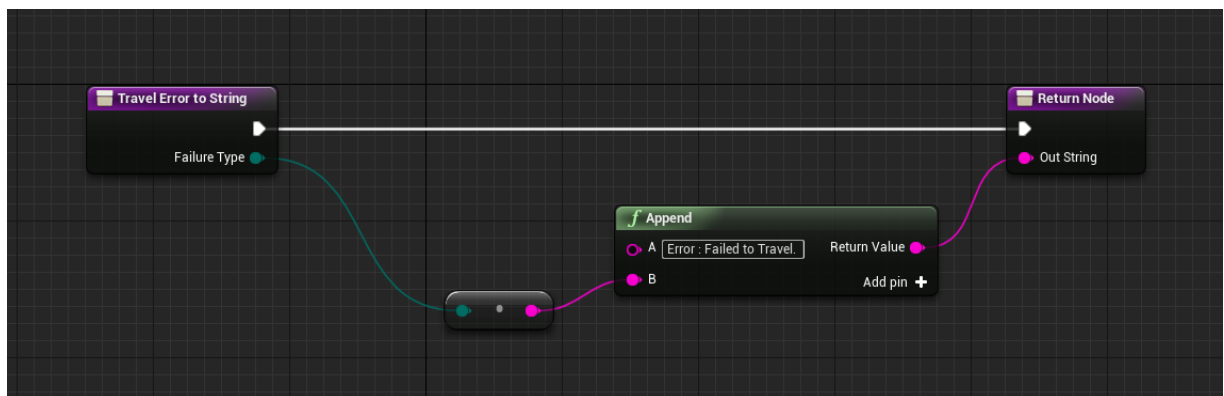 Travel Error to String
Failure Type
f Append
A Error : Failed to Travel.
Return Value
B
Add pin
Return Node
Out String